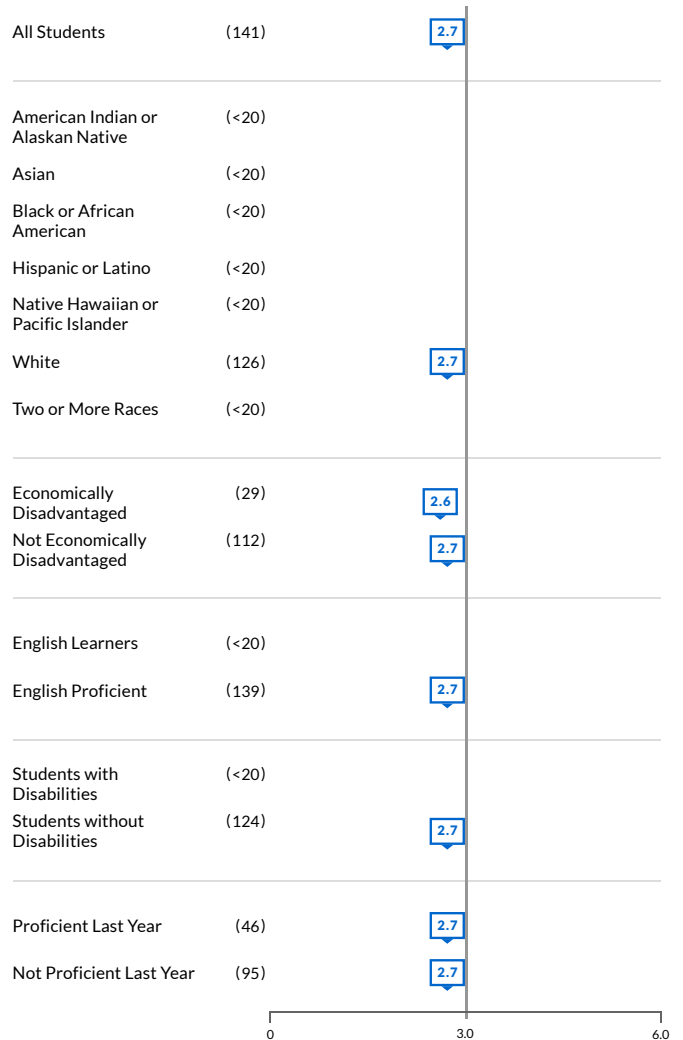 All Students (141) 2.7
American Indian or (<20)
Alaskan Native
Asian (<20)
Black or African (<20)
American
Hispanic or Latino (<20)
Native Hawaiian or (<20)
Pacific Islander
White (126) 2.7
Two or More Races (<20)
Economically (29) 2.6
Disadvantaged
Not Economically (112) 2.7
Disadvantaged
English Learners (<20)
English Proficient (139) 2.7
Students with (<20)
Disabilities
Students without (124) 2.7
Disabilities
Proficient Last Year (46) 2.7
Not Proficient Last Year (95) 2.7
0 3.0 6.0